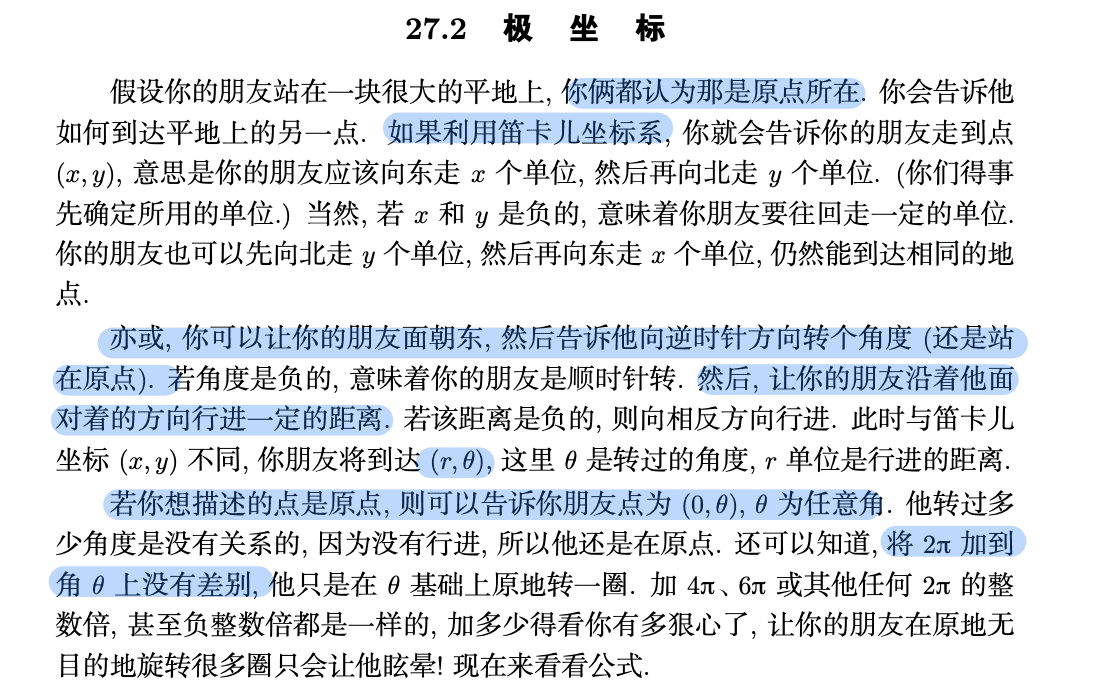 27.2 极 坐 标
假设你的朋友站在一块很大的平地上, 你俩都认为那是原点所在. 你会告诉他
如何到达平地上的另一点. 如果利用笛卡儿坐标系, 你就会告诉你的朋友走到点
(x, y), 意思是你的朋友应该向东走 x 个单位, 然后再向北走 y 个单位. (你们得事
先确定所用的单位.) 当然, 若 x 和 y 是负的, 意味着你朋友要往回走一定的单位.
你的朋友也可以先向北走 y 个单位, 然后再向东走 x 个单位, 仍然能到达相同的地
点.
亦或, 你可以让你的朋友面朝东, 然后告诉他向逆时针方向转个角度 (还是站
在原点). 若角度是负的, 意味着你的朋友是顺时针转. 然后, 让你的朋友沿着他面
对着的方向行进一定的距离. 若该距离是负的, 则向相反方向行进. 此时与笛卡儿
坐标 (x, y) 不同, 你朋友将到达 (r, θ), 这里 θ 是转过的角度, r 单位是行进的距离.
若你想描述的点是原点, 则可以告诉你朋友点为 (0, θ), θ 为任意角. 他转过多
少角度是没有关系的, 因为没有行进, 所以他还是在原点. 还可以知道, 将 2π 加到
角 θ 上没有差别, 他只是在 θ 基础上原地转一圈. 加 4π、6π 或其他任何 2π 的整
数倍, 甚至负整数倍都是一样的, 加多少得看你有多狠心了, 让你的朋友在原地无
目的地旋转很多圈只会让他眩晕! 现在来看看公式.